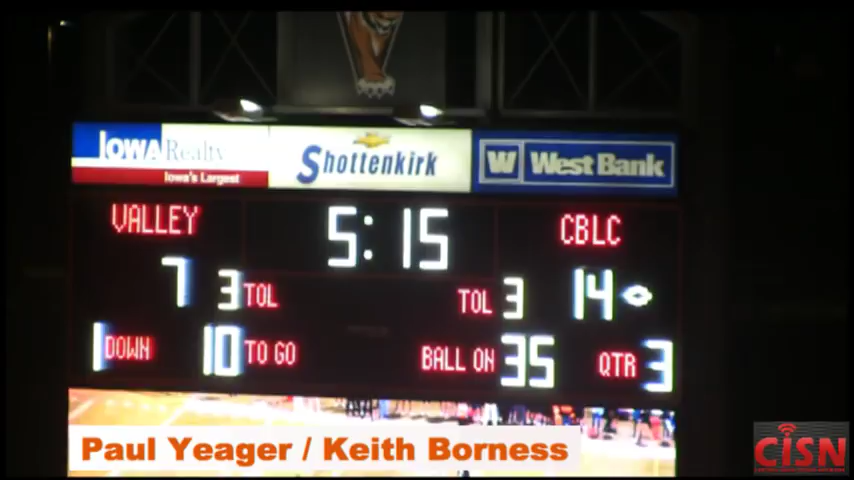 IOWA Realty
Iowa's Largest
Shottenkirk
W West Bank
VALLEY 5:15 CBLC
7 3 TOL TOL 3 14
1 DOWN 10 TO GO BALL ON 35 QTR 3
Paul Yeager / Keith Borness
CISN